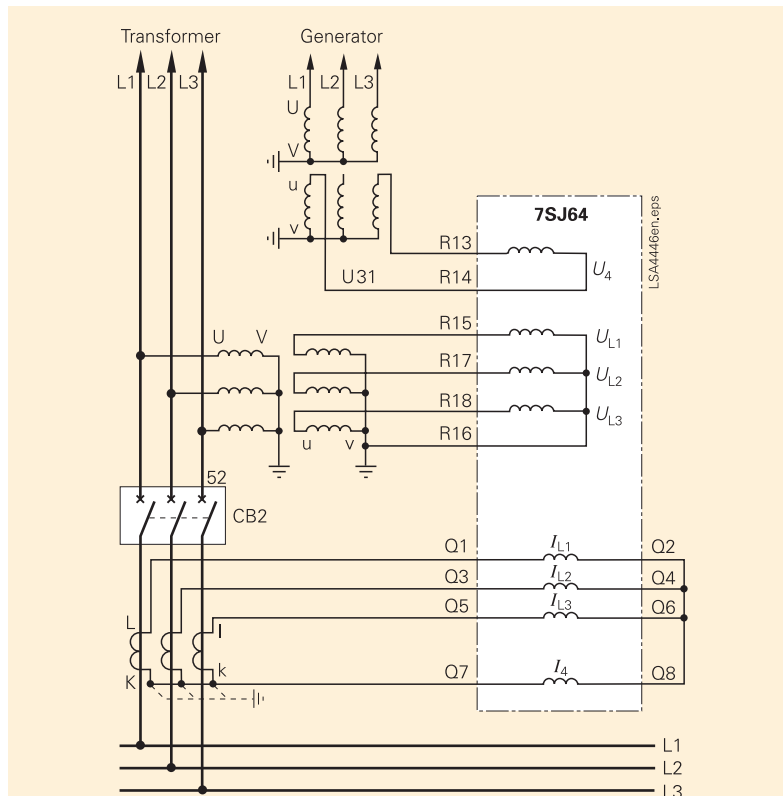 Transformer Generator
L1 L2 L3 L1 L2 L3
U
V
u
v
7SJ64
LSA4446en.eps
R13
U31 R14 U4
R15
U V UL1
R17 UL2
R18 UL3
R16
u v
52
CB2
Q1 IL1 Q2
Q3 IL2 Q4
Q5 IL3 Q6
L l
K k Q7 I4 Q8
L1
L2
L3